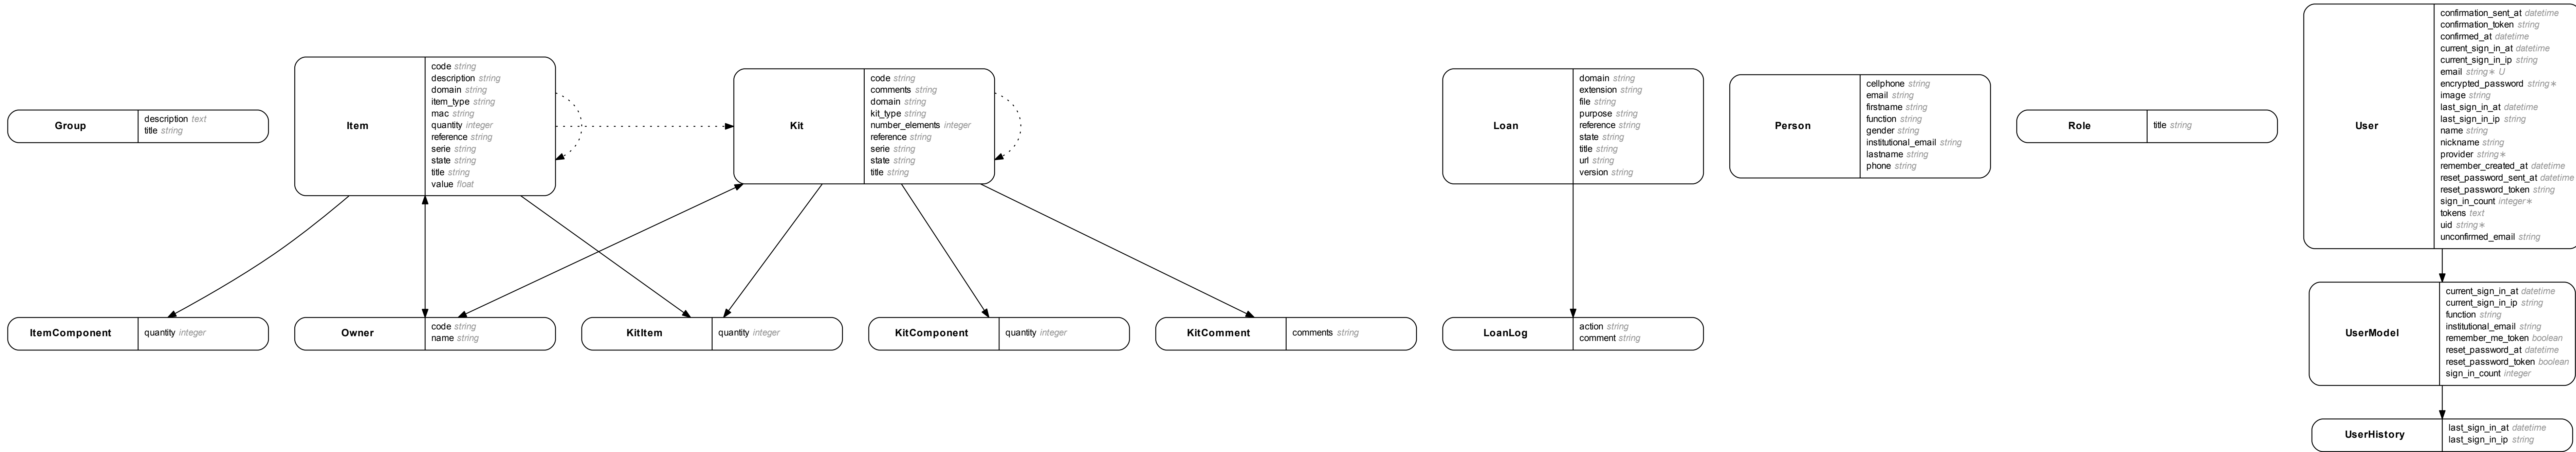 Group
description text
title string
Item
code string
description string
domain string
item_type string
mac string
quantity integer
reference string
serie string
state string
title string
value float
Kit
code string
comments string
domain string
kit_type string
number_elements integer
reference string
serie string
state string
title string
Loan
domain string
extension string
file string
purpose string
reference string
state string
title string
url string
version string
Person
cellphone string
email string
firstname string
function string
gender string
institutional_email string
lastname string
phone string
Role
title string
User
confirmation_sent_at datetime
confirmation_token string
confirmed_at datetime
current_sign_in_at datetime
current_sign_in_ip string
email string∗ U
encrypted_password string∗
image string
last_sign_in_at datetime
last_sign_in_ip string
name string
nickname string
provider string∗
remember_created_at datetime
reset_password_sent_at datetime
reset_password_token string
sign_in_count integer∗
tokens text
uid string∗
unconfirmed_email string
ItemComponent
quantity integer
Owner
code string
name string
KitItem
quantity integer
KitComponent
quantity integer
KitComment
comments string
LoanLog
action string
comment string
UserModel
current_sign_in_at datetime
current_sign_in_ip string
function string
institutional_email string
remember_me_token boolean
reset_password_at datetime
reset_password_token boolean
sign_in_count integer
UserHistory
last_sign_in_at datetime
last_sign_in_ip string